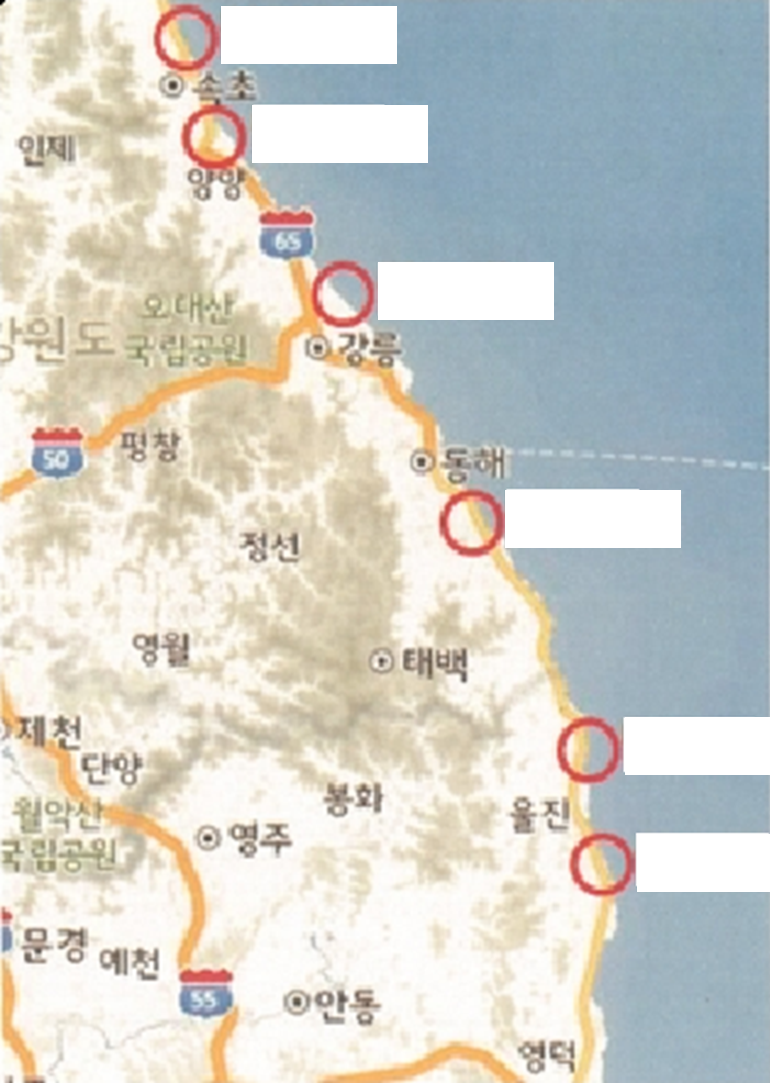 속초
인제
양양
65
오대산
국립공원
강원도
강릉
50
평창
동해
정선
영월
태백
제천
단양
봉화
울진
월악산
국립공원
영주
문경
예천
55
안동
영덕